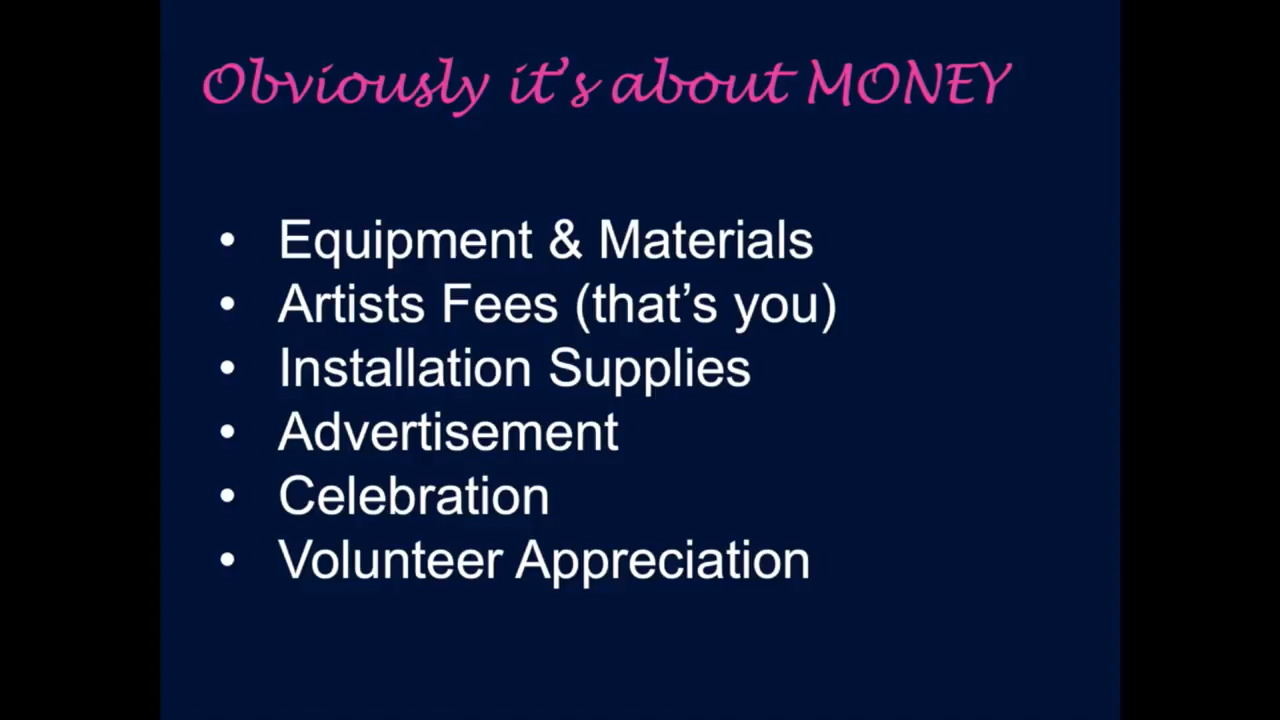 Obviously it's about MONEY
• Equipment & Materials
• Artists Fees (that's you)
• Installation Supplies
• Advertisement
• Celebration
• Volunteer Appreciation